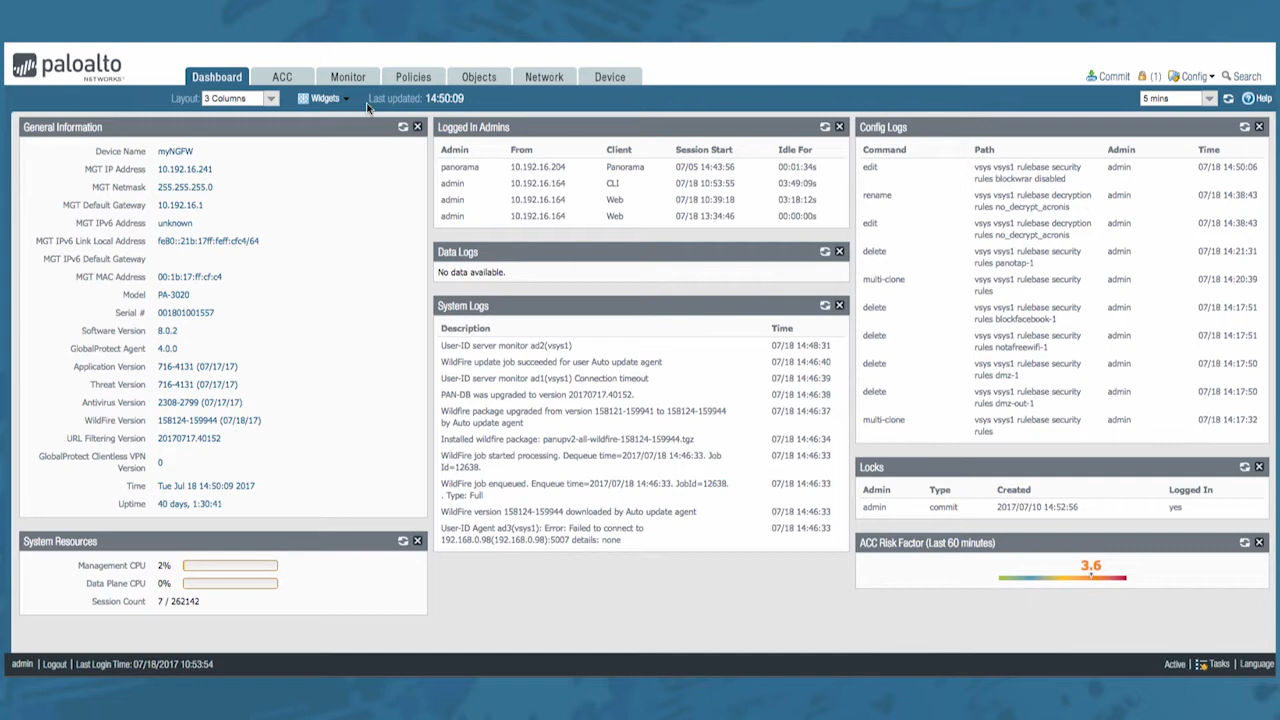 paloalto
NETWORKS
Dashboard ACC Monitor Policies Objects Network Device
Commit (1) Config Search
Layout: 3 Columns Widgets Last updated: 14:50:09 5 mins Help
General Information
Device Name myNGFW
MGT IP Address 10.192.16.241
MGT Netmask 255.255.255.0
MGT Default Gateway 10.192.16.1
MGT IPv6 Address unknown
MGT IPv6 Link Local Address fe80::21b:17ff:feff:cfc4/64
MGT IPv6 Default Gateway
MGT MAC Address 00:1b:17:ff:cf:c4
Model PA-3020
Serial # 001801001557
Software Version 8.0.2
GlobalProtect Agent 4.0.0
Application Version 716-4131 (07/17/17)
Threat Version 716-4131 (07/17/17)
Antivirus Version 2308-2799 (07/17/17)
WildFire Version 158124-159944 (07/18/17)
URL Filtering Version 20170717.40152
GlobalProtect Clientless VPN
Version 0
Time Tue Jul 18 14:50:09 2017
Uptime 40 days, 1:30:41
System Resources
Management CPU 2%
Data Plane CPU 0%
Session Count 7 / 262142
Logged In Admins
Admin From Client Session Start Idle For
panorama 10.192.16.204 Panorama 07/05 14:43:56 00:01:34s
admin 10.192.16.164 CLI 07/18 10:53:55 03:49:09s
admin 10.192.16.164 Web 07/18 10:39:18 03:18:12s
admin 10.192.16.164 Web 07/18 13:34:46 00:00:00s
Data Logs
No data available.
System Logs
Description Time
User-ID server monitor ad2(vsys1) 07/18 14:48:31
WildFire update job succeeded for user Auto update agent 07/18 14:46:40
User-ID server monitor ad1(vsys1) Connection timeout 07/18 14:46:39
PAN-DB was upgraded to version 20170717.40152. 07/18 14:46:38
Wildfire package upgraded from version 158121-159941 to 158124-159944 07/18 14:46:37
by Auto update agent
Installed wildfire package: panupv2-all-wildfire-158124-159944.tgz 07/18 14:46:34
WildFire job started processing. Dequeue time=2017/07/18 14:46:33. Job 07/18 14:46:33
Id=12638.
WildFire job enqueued. Enqueue time=2017/07/18 14:46:33. JobId=12638. 07/18 14:46:33
. Type: Full
WildFire version 158124-159944 downloaded by Auto update agent 07/18 14:46:33
User-ID Agent ad3(vsys1): Error: Failed to connect to 07/18 14:46:33
192.168.0.98(192.168.0.98):5007 details: none
Config Logs
Command Path Admin Time
edit vsys vsys1 rulebase security admin 07/18 14:50:06
rules blockwrar disabled
rename vsys vsys1 rulebase decryption admin 07/18 14:38:43
rules no_decrypt_acronis
edit vsys vsys1 rulebase decryption admin 07/18 14:38:43
rules no_decrypt_acronis
delete vsys vsys1 rulebase security admin 07/18 14:21:31
rules panotap-1
multi-clone vsys vsys1 rulebase security admin 07/18 14:20:39
rules
delete vsys vsys1 rulebase security admin 07/18 14:17:51
rules blockfacebook-1
delete vsys vsys1 rulebase security admin 07/18 14:17:51
rules notafreewifi-1
delete vsys vsys1 rulebase security admin 07/18 14:17:50
rules dmz-1
delete vsys vsys1 rulebase security admin 07/18 14:17:50
rules dmz-out-1
multi-clone vsys vsys1 rulebase security admin 07/18 14:17:32
rules
Locks
Admin Type Created Logged In
admin commit 2017/07/10 14:52:56 yes
ACC Risk Factor (Last 60 minutes)
3.6
admin | Logout | Last Login Time: 07/18/2017 10:53:54 Active | Tasks | Language